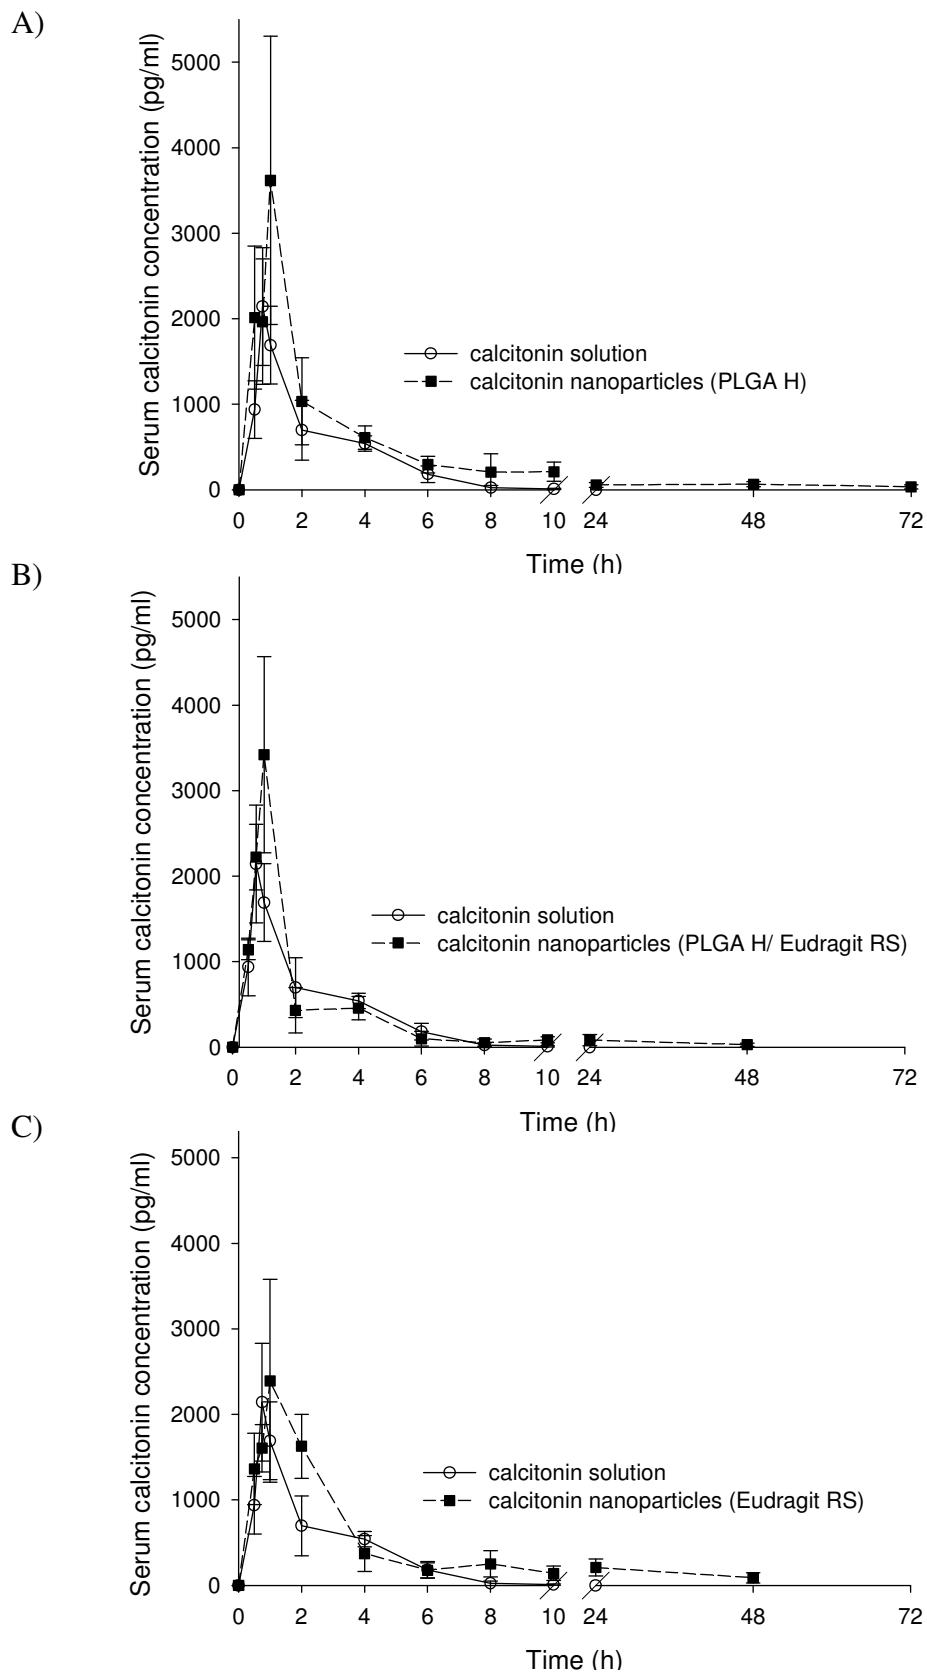 A)
Serum calcitonin concentration (pg/ml)
5000
4000
3000
2000
1000
0
calcitonin solution
calcitonin nanoparticles (PLGA H)
0 2 4 6 8 10 24 48 72
Time (h)
B)
Serum calcitonin concentration (pg/ml)
5000
4000
3000
2000
1000
0
calcitonin solution
calcitonin nanoparticles (PLGA H/ Eudragit RS)
0 2 4 6 8 10 24 48 72
Time (h)
C)
Serum calcitonin concentration (pg/ml)
5000
4000
3000
2000
1000
0
calcitonin solution
calcitonin nanoparticles (Eudragit RS)
0 2 4 6 8 10 24 48 72
Time (h)